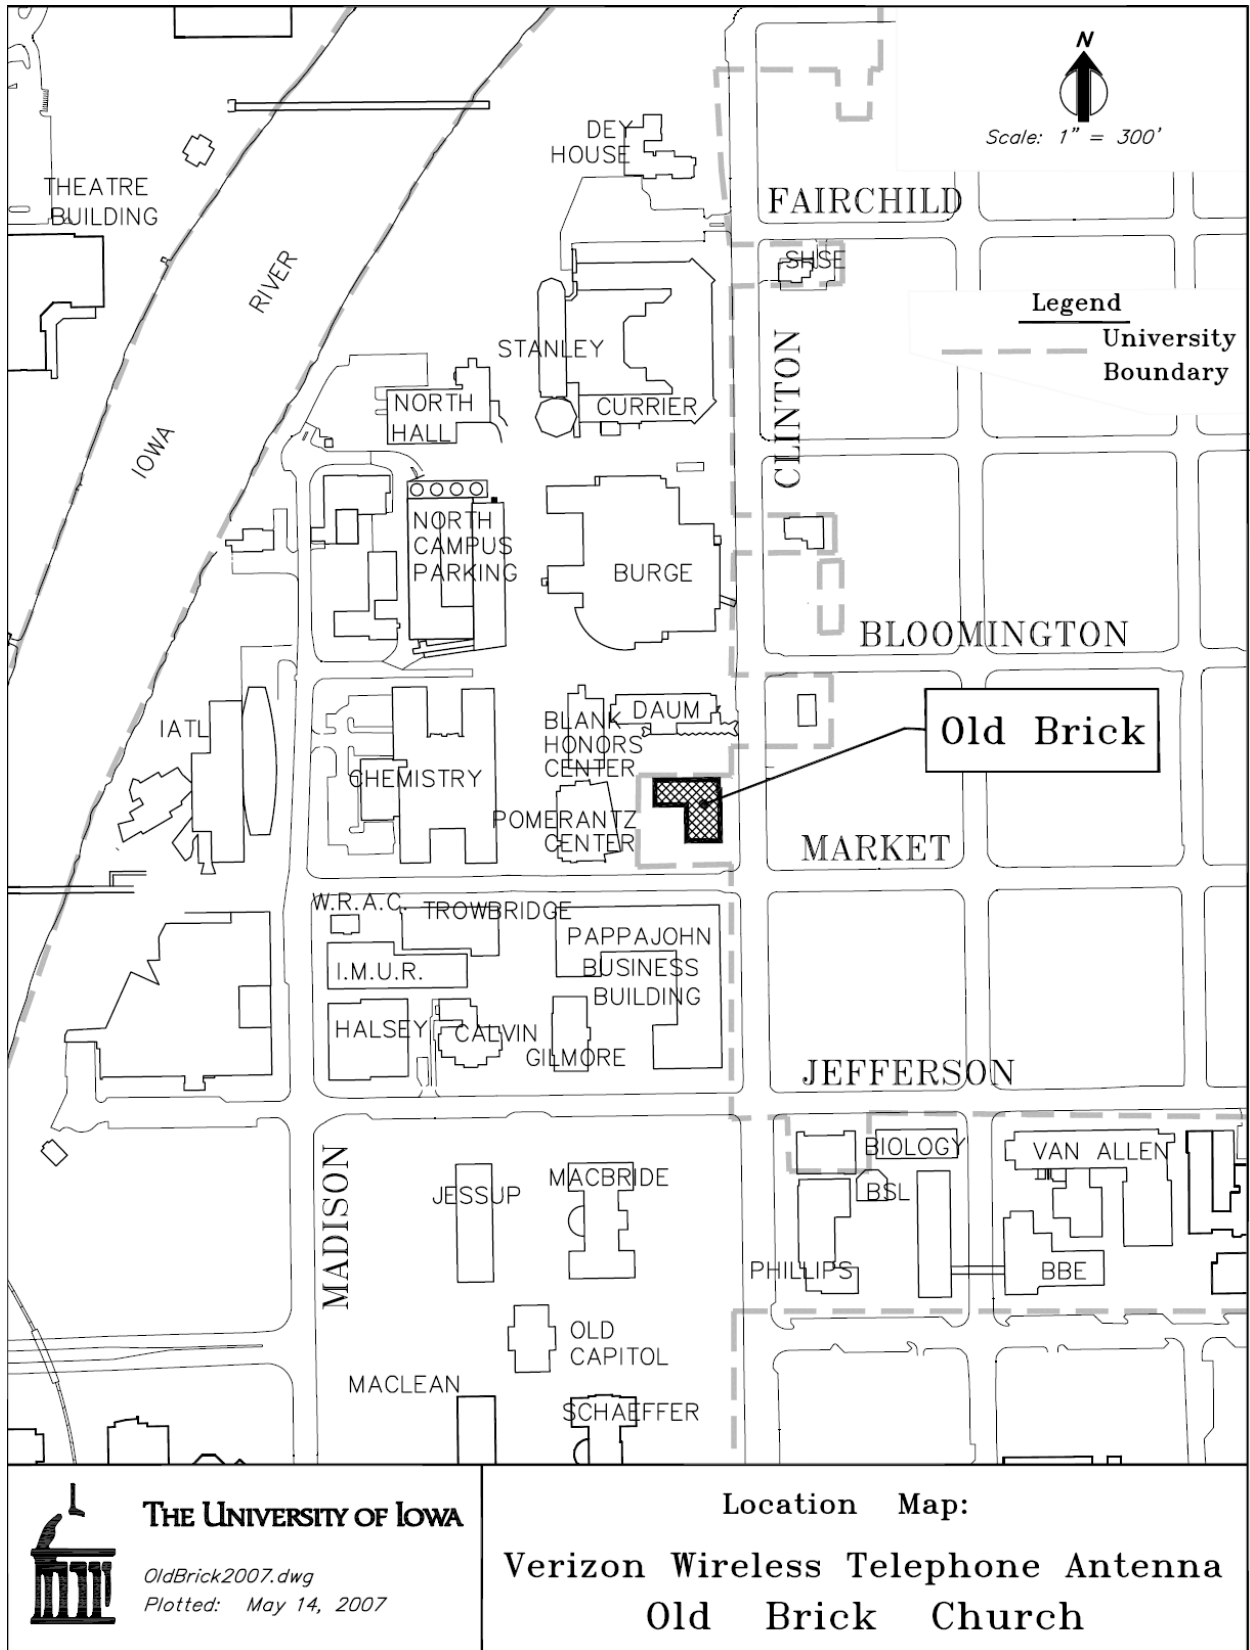 N
Scale: 1" = 300'
DEY
HOUSE
THEATRE
BUILDING
FAIRCHILD
SHSE
RIVER
Legend
University
Boundary
STANLEY
CLINTON
NORTH
HALL
CURRIER
IOWA
NORTH
CAMPUS
PARKING
BURGE
BLOOMINGTON
IATL
DAUM
BLANK
HONORS
CENTER
Old Brick
CHEMISTRY
POMERANTZ
CENTER
MARKET
W.R.A.C.
TROWBRIDGE
PAPPAJOHN
BUSINESS
BUILDING
I.M.U.R.
HALSEY
CALVIN
GILMORE
JEFFERSON
BIOLOGY
VAN ALLEN
MADISON
JESSUP
MACBRIDE
BSL
PHILLIPS
BBE
OLD
CAPITOL
MACLEAN
SCHAEFFER
THE UNIVERSITY OF IOWA
OldBrick2007.dwg
Plotted: May 14, 2007
Location Map:
Verizon Wireless Telephone Antenna
Old Brick Church